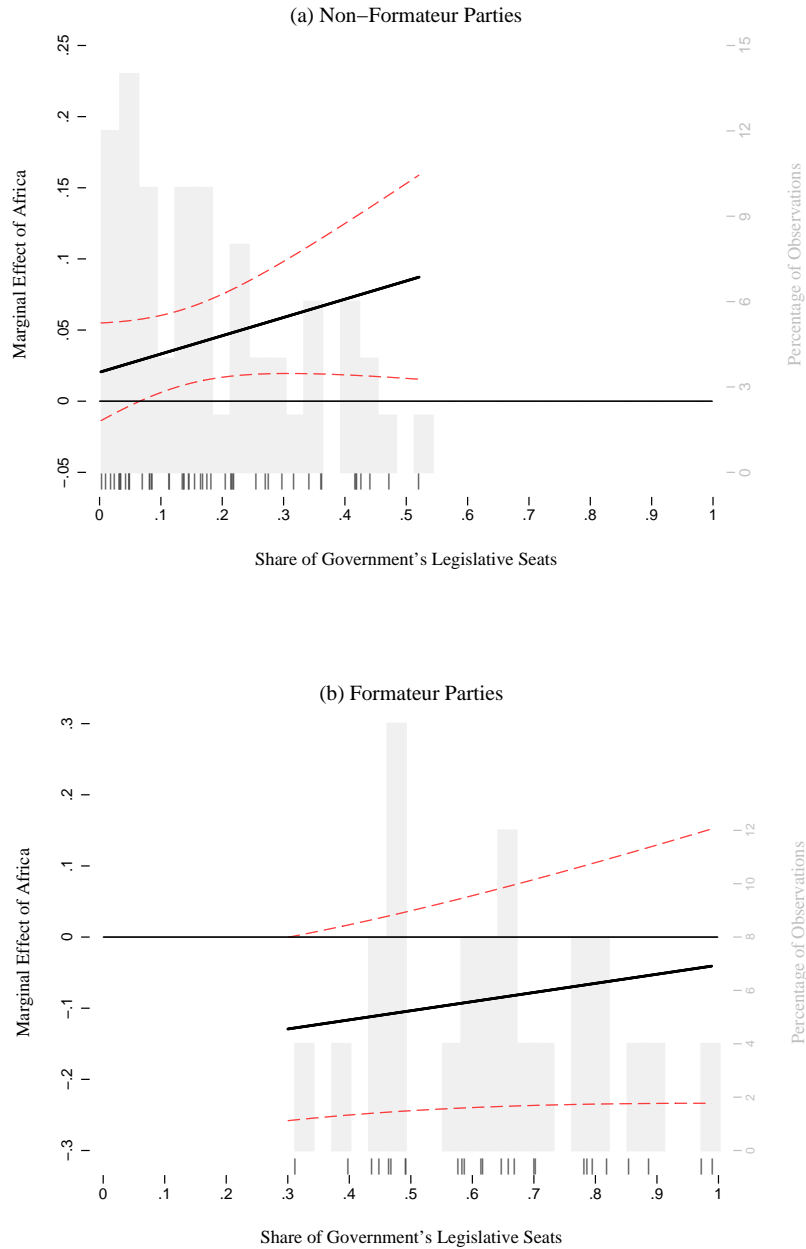 (a) Non−Formateur Parties
Marginal Effect of Africa
−.05 0 .05 .1 .15 .2 .25
Percentage of Observations
0 3 6 9 12 15
0 .1 .2 .3 .4 .5 .6 .7 .8 .9 1
Share of Government's Legislative Seats
(b) Formateur Parties
Marginal Effect of Africa
−.3 −.2 −.1 0 .1 .2 .3
Percentage of Observations
0 2 4 6 8 10 12
0 .1 .2 .3 .4 .5 .6 .7 .8 .9 1
Share of Government's Legislative Seats